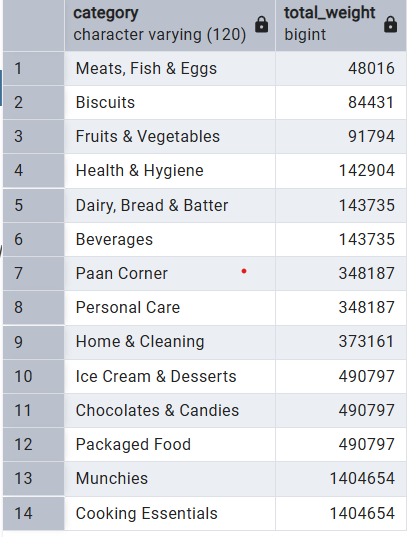 category total_weight
character varying (120) bigint
1 Meats, Fish & Eggs 48016
2 Biscuits 84431
3 Fruits & Vegetables 91794
4 Health & Hygiene 142904
5 Dairy, Bread & Batter 143735
6 Beverages 143735
7 Paan Corner 348187
8 Personal Care 348187
9 Home & Cleaning 373161
10 Ice Cream & Desserts 490797
11 Chocolates & Candies 490797
12 Packaged Food 490797
13 Munchies 1404654
14 Cooking Essentials 1404654